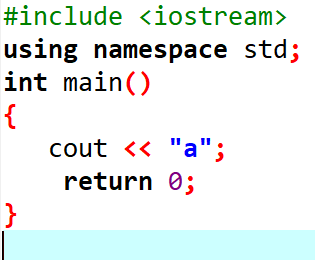 #include <iostream>
using namespace std;
int main()
{
   cout << "a";
    return 0;
}